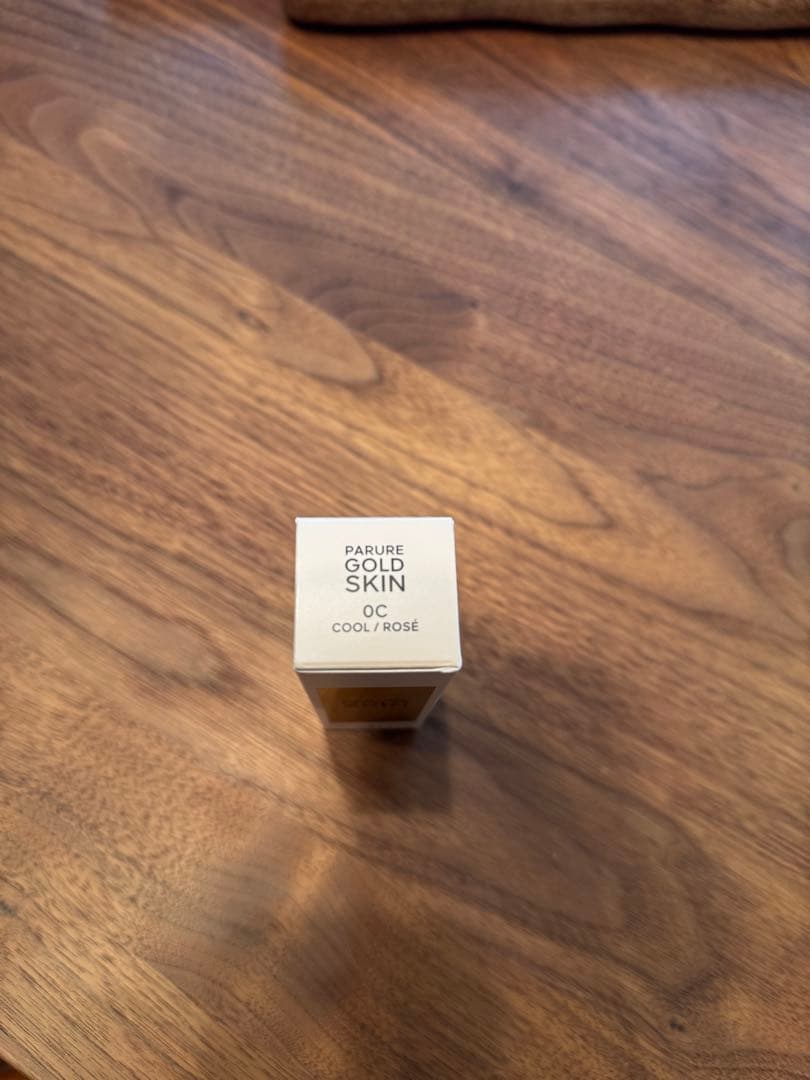 PARURE
GOLD
SKIN
0C
COOL / ROSÉ